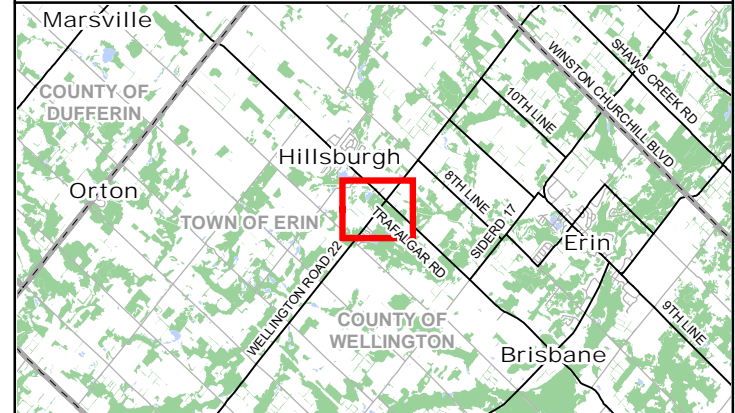 Marsville
SHAWS CREEK RD
WINSTON CHURCHILL BLVD
COUNTY OF
DUFFERIN
10TH LINE
Hillsburgh
Orton
8TH LINE
TOWN OF ERIN
TRAFALGAR RD
SIDERD 17
Erin
WELLINGTON ROAD 22
COUNTY OF
WELLINGTON
9TH LINE
Brisbane